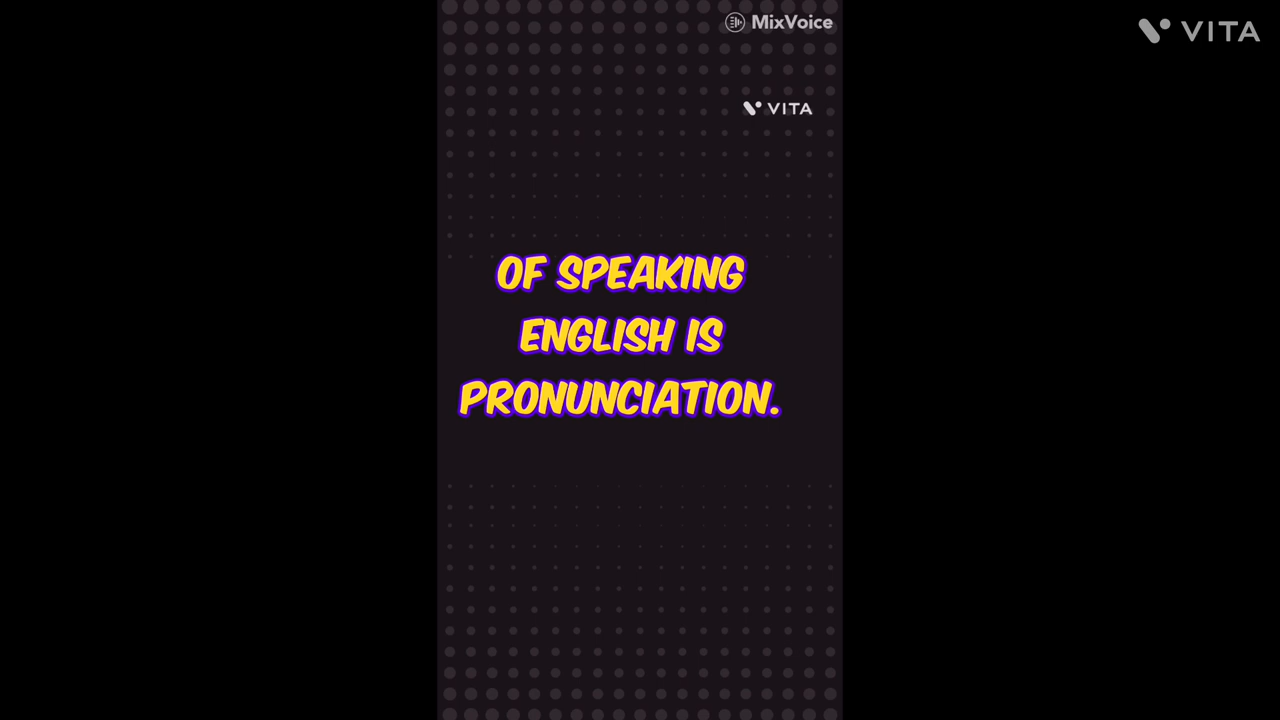 MixVoice
VITA
VITA
OF SPEAKING
ENGLISH IS
PRONUNCIATION.